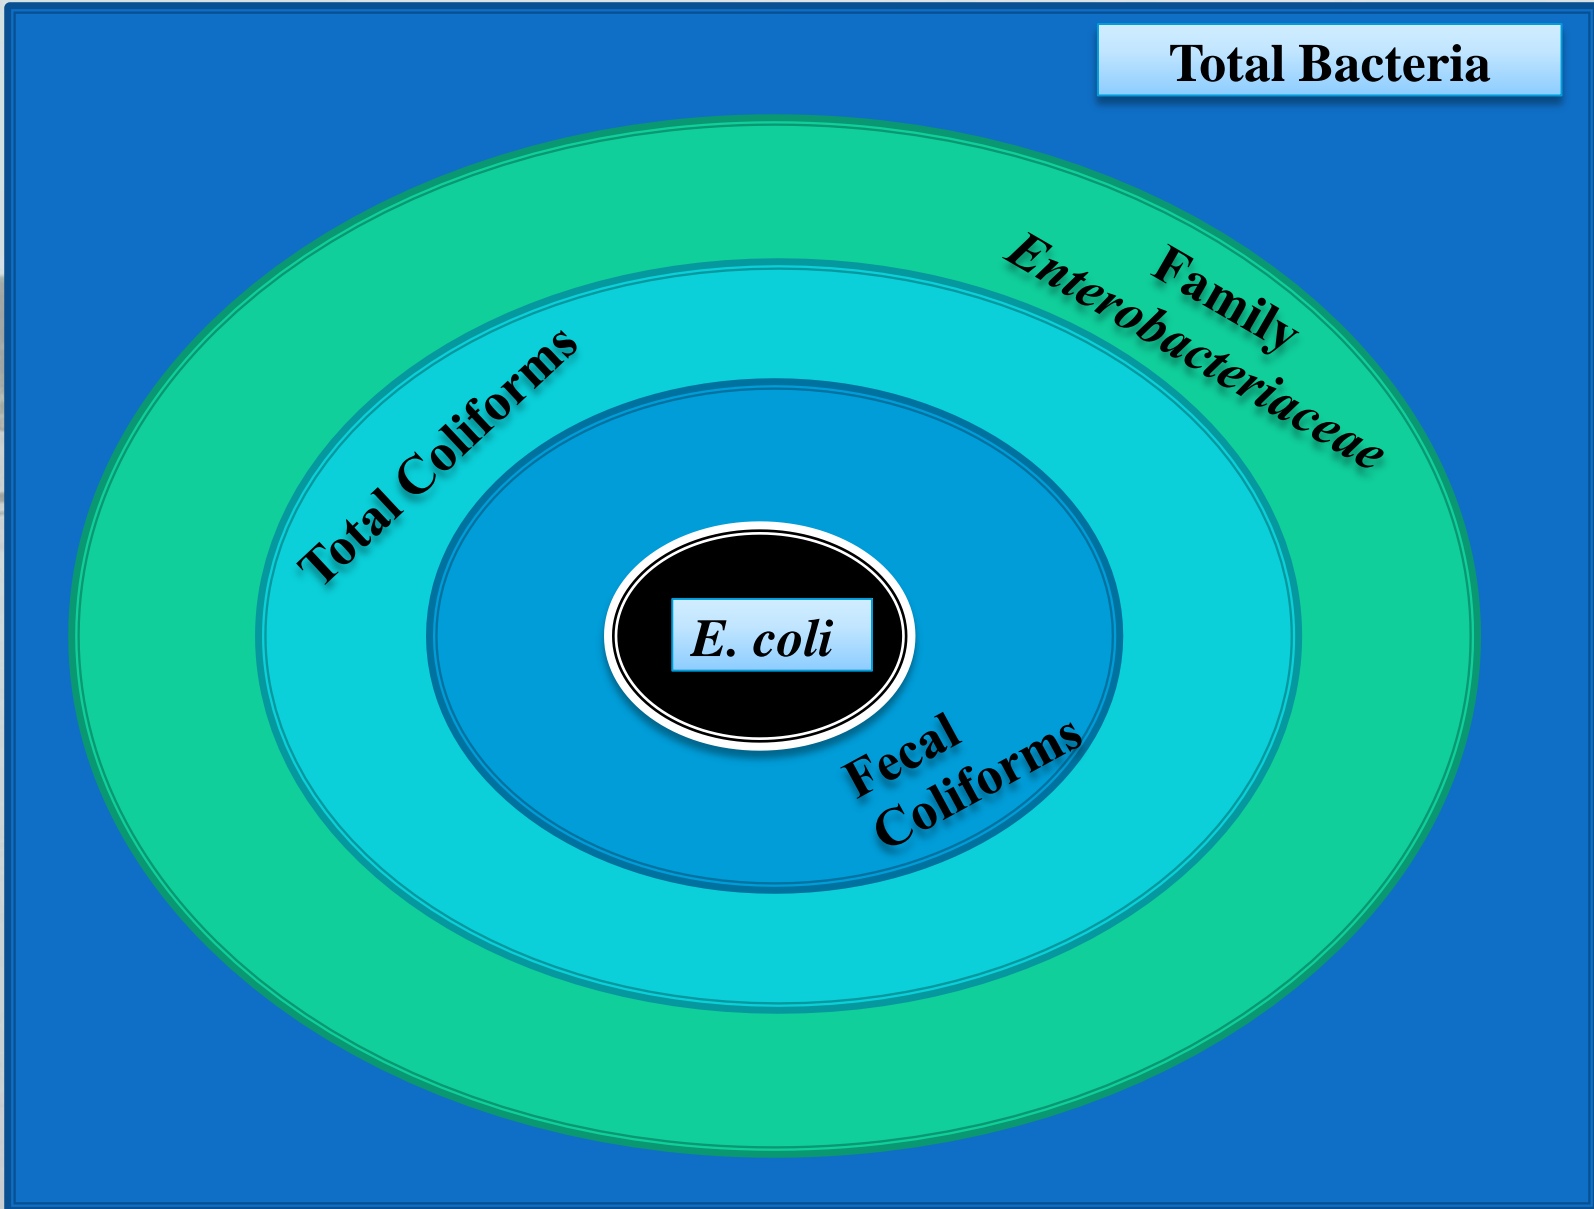 Total Bacteria
Family
Enterobacteriaceae
Total Coliforms
E. coli
Fecal
Coliforms